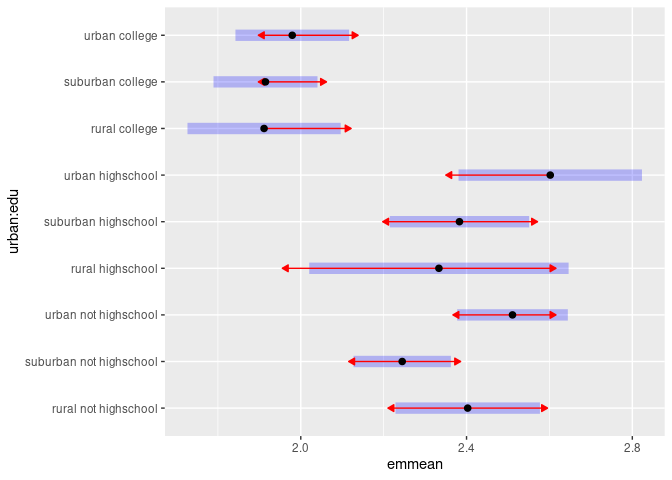 urban college
suburban college
rural college
urban highschool
suburban highschool
rural highschool
urban not highschool
suburban not highschool
rural not highschool
urban:edu
2.0
2.4
2.8
emmean